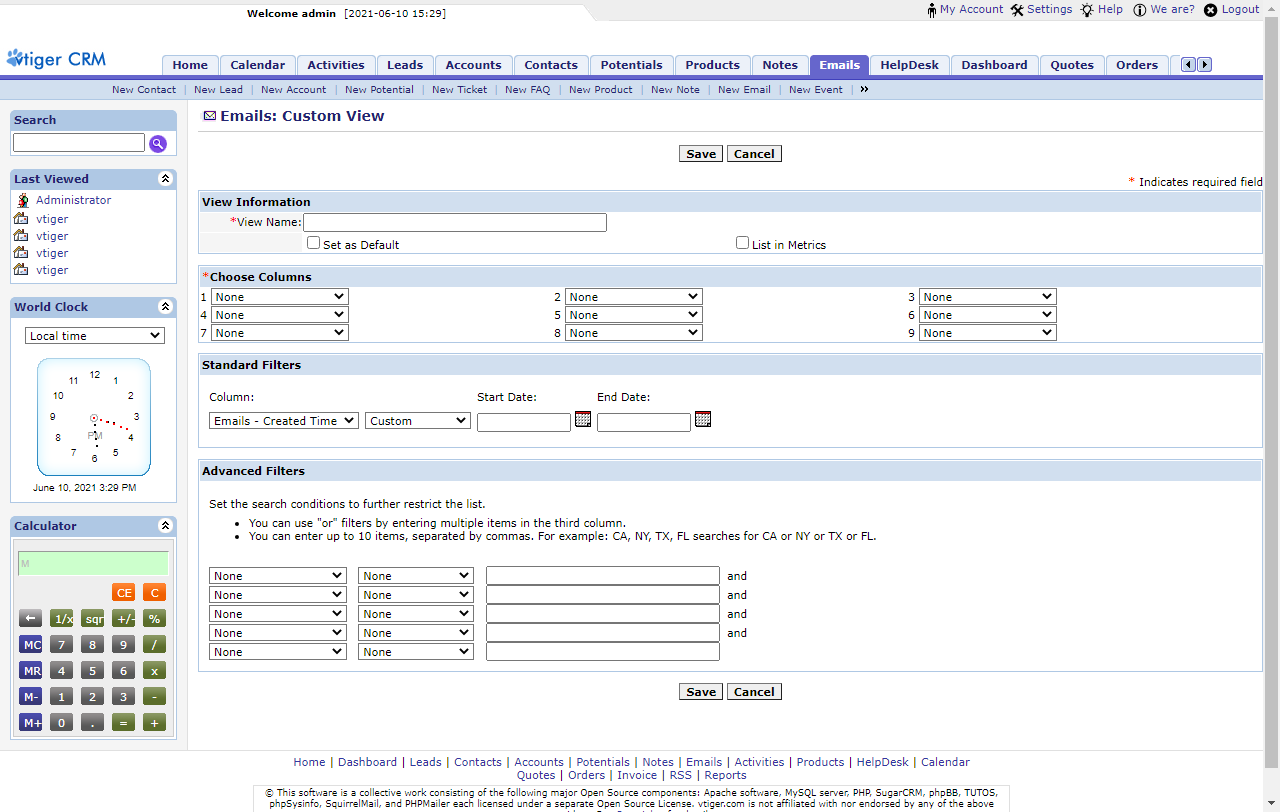 Welcome admin [2021-06-10 15:29]
My Account Settings Help We are? Logout
vtiger CRM
Home Calendar Activities Leads Accounts Contacts Potentials Products Notes Emails HelpDesk Dashboard Quotes Orders
New Contact | New Lead | New Account | New Potential | New Ticket | New FAQ | New Product | New Note | New Email | New Event | »
Search
Last Viewed
Administrator
vtiger
vtiger
vtiger
vtiger
World Clock
Local time
12
11 1
10 2
9 3
PM
8 4
7 5
6
June 10, 2021 3:29 PM
Calculator
M
CE C
← 1/x sqr +/- %
MC 7 8 9 /
MR 4 5 6 x
M- 1 2 3 -
M+ 0 . = +
Emails: Custom View
Save Cancel
* Indicates required field
View Information
*View Name:
Set as Default List in Metrics
*Choose Columns
1 None 2 None 3 None
4 None 5 None 6 None
7 None 8 None 9 None
Standard Filters
Column: Start Date: End Date:
Emails - Created Time Custom
Advanced Filters
Set the search conditions to further restrict the list.
• You can use "or" filters by entering multiple items in the third column.
• You can enter up to 10 items, separated by commas. For example: CA, NY, TX, FL searches for CA or NY or TX or FL.
None None and
None None and
None None and
None None and
None None
Save Cancel
Home | Dashboard | Leads | Contacts | Accounts | Potentials | Notes | Emails | Activities | Products | HelpDesk | Calendar
Quotes | Orders | Invoice | RSS | Reports
© This software is a collective work consisting of the following major Open Source components: Apache software, MySQL server, PHP, SugarCRM, phpBB, TUTOS,
phpSysinfo, SquirrelMail, and PHPMailer each licensed under a separate Open Source License. vtiger.com is not affiliated with nor endorsed by any of the above